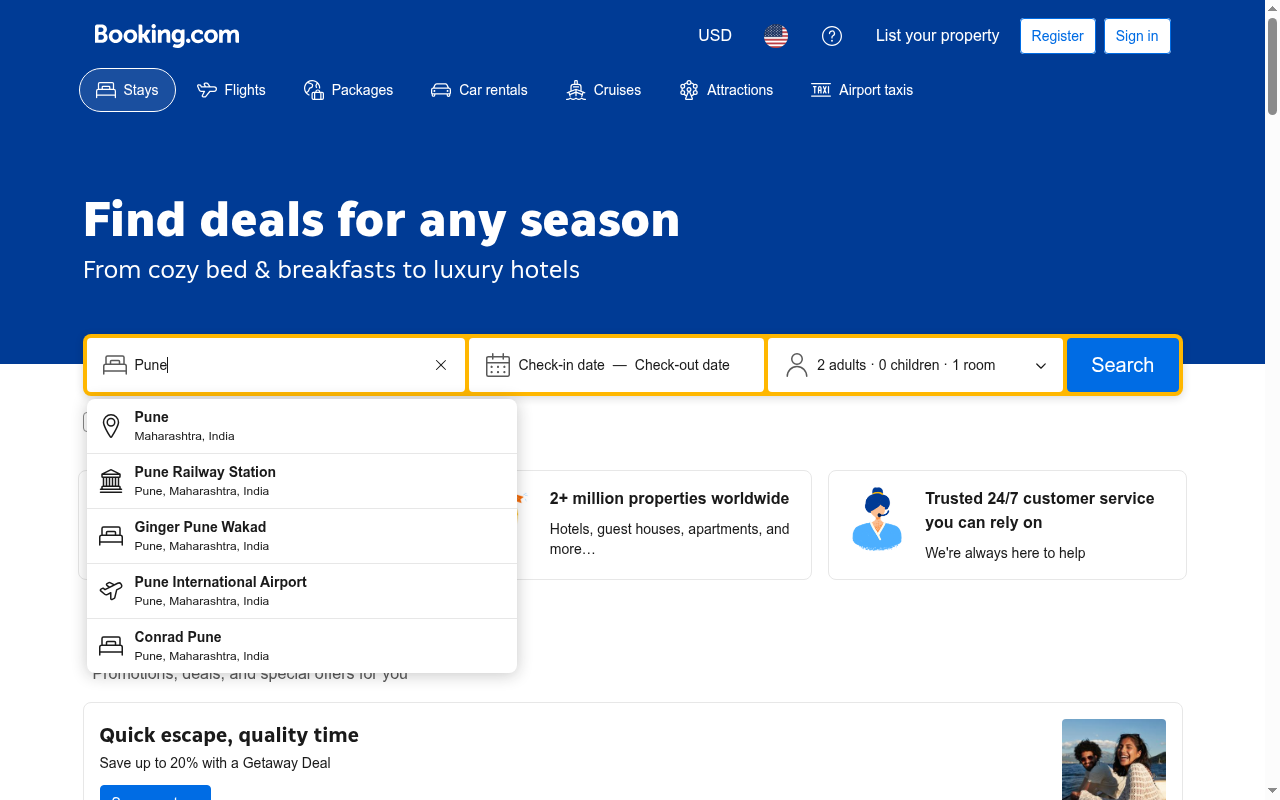 Booking.com
USD
List your property
Register
Sign in
Stays
Flights
Packages
Car rentals
Cruises
Attractions
TAXI
Airport taxis
Find deals for any season
From cozy bed & breakfasts to luxury hotels
Pune
Check-in date — Check-out date
2 adults · 0 children · 1 room
Search
Pune
Maharashtra, India
Pune Railway Station
Pune, Maharashtra, India
Ginger Pune Wakad
Pune, Maharashtra, India
Pune International Airport
Pune, Maharashtra, India
Conrad Pune
Pune, Maharashtra, India
2+ million properties worldwide
Hotels, guest houses, apartments, and
more…
Trusted 24/7 customer service
you can rely on
We're always here to help
Promotions, deals, and special offers for you
Quick escape, quality time
Save up to 20% with a Getaway Deal